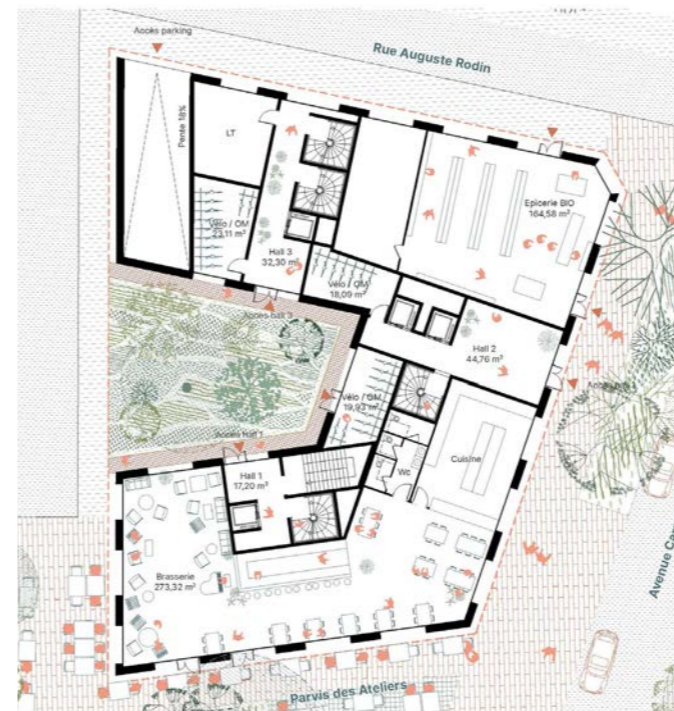 Accès parking
Rue Auguste Rodin
Pente 18%
LT
Epicerie BIO
164,58 m²
Vélo / OM
23,11 m²
Hall 3
32,30 m²
Vélo / OM
18,09 m²
Accès hall 3
Hall 2
44,76 m²
Vélo / OM
19,93 m²
Accès hall 1
Cuisine
Wc
Hall 1
17,20 m²
Brasserie
273,32 m²
Avenue
Parvis des Ateliers